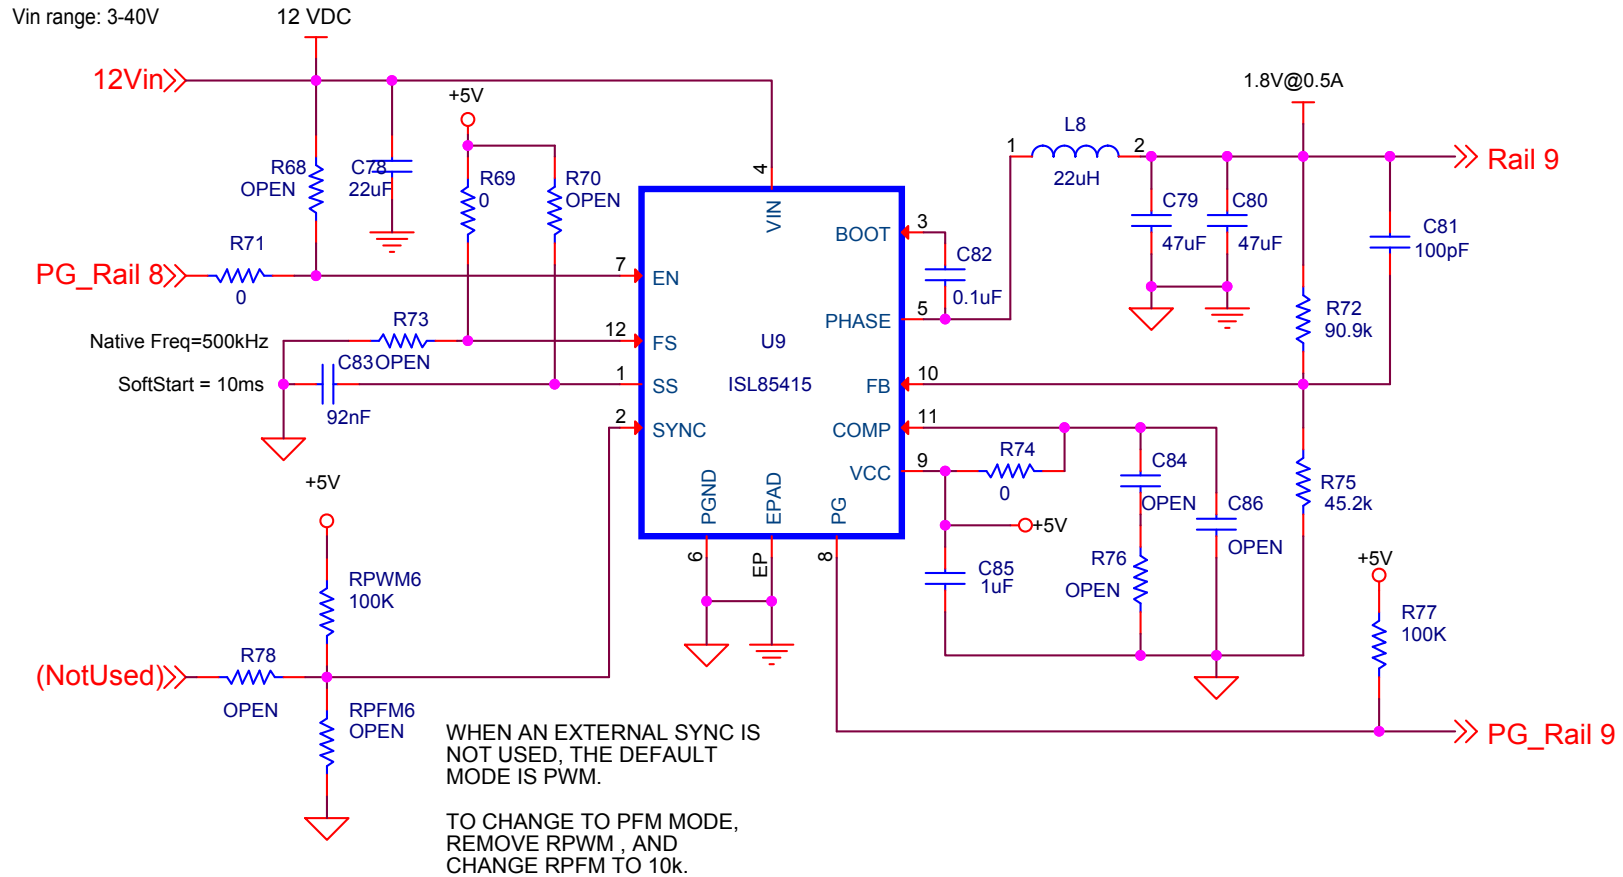 Vin range: 3-40V
12 VDC
12Vin
+5V
1.8V@0.5A
R68
OPEN
C78
22uF
R69
0
R70
OPEN
4
VIN
1
L8
2
22uH
Rail 9
C79
47uF
C80
47uF
C81
100pF
R71
0
PG_Rail 8
7
EN
BOOT
3
C82
0.1uF
PHASE
5
R72
90.9k
Native Freq=500kHz
R73
OPEN
12
FS
U9
SoftStart = 10ms
C83
92nF
1
SS
ISL85415
FB
10
2
SYNC
COMP
11
VCC
9
R74
0
C84
OPEN
C86
OPEN
R75
45.2k
PGND
EPAD
PG
6
EP
8
+5V
C85
1uF
R76
OPEN
+5V
R77
100K
+5V
RPWM6
100K
(NotUsed)
R78
OPEN
RPFM6
OPEN
PG_Rail 9
WHEN AN EXTERNAL SYNC IS
NOT USED, THE DEFAULT
MODE IS PWM.
TO CHANGE TO PFM MODE,
REMOVE RPWM , AND
CHANGE RPFM TO 10k.